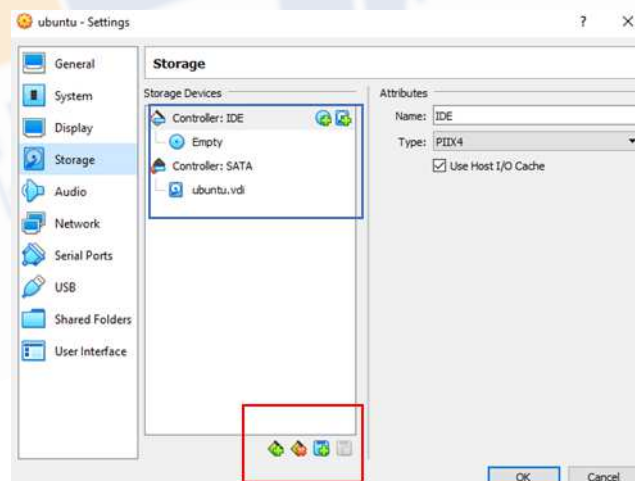 ubuntu - Settings
General
System
Display
Storage
Audio
Network
Serial Ports
USB
Shared Folders
User Interface
Storage
Storage Devices
Controller: IDE
Empty
Controller: SATA
ubuntu.vdi
Attributes
Name: IDE
Type: PIIX4
Use Host I/O Cache
OK
Cancel